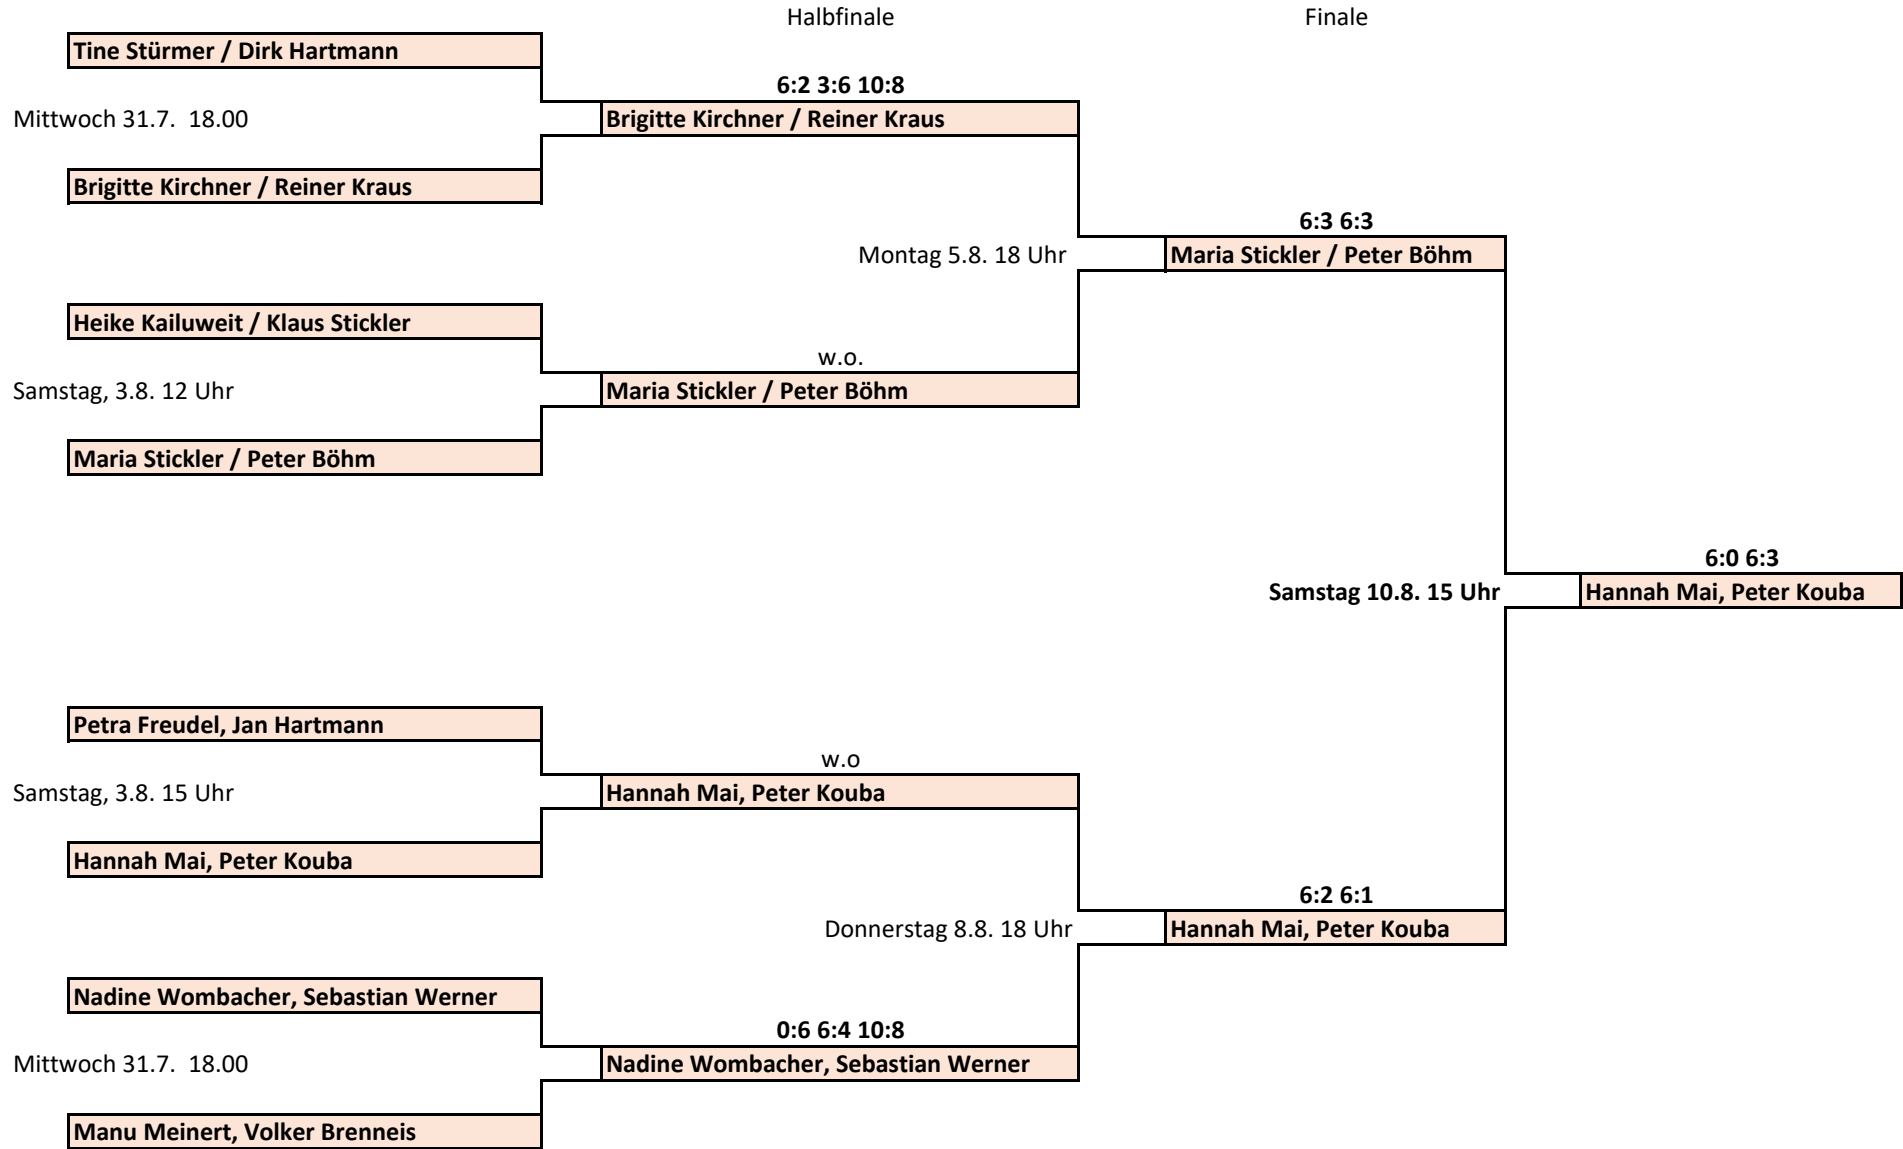 Halbfinale
Finale
Tine Stürmer / Dirk Hartmann
6:2 3:6 10:8
Mittwoch 31.7.  18.00
Brigitte Kirchner / Reiner Kraus
Brigitte Kirchner / Reiner Kraus
6:3 6:3
Montag 5.8. 18 Uhr
Maria Stickler / Peter Böhm
Heike Kailuweit / Klaus Stickler
w.o.
Samstag, 3.8. 12 Uhr
Maria Stickler / Peter Böhm
Maria Stickler / Peter Böhm
6:0 6:3
Samstag 10.8. 15 Uhr
Hannah Mai, Peter Kouba
Petra Freudel, Jan Hartmann
w.o
Samstag, 3.8. 15 Uhr
Hannah Mai, Peter Kouba
Hannah Mai, Peter Kouba
6:2 6:1
Donnerstag 8.8. 18 Uhr
Hannah Mai, Peter Kouba
Nadine Wombacher, Sebastian Werner
0:6 6:4 10:8
Mittwoch 31.7.  18.00
Nadine Wombacher, Sebastian Werner
Manu Meinert, Volker Brenneis